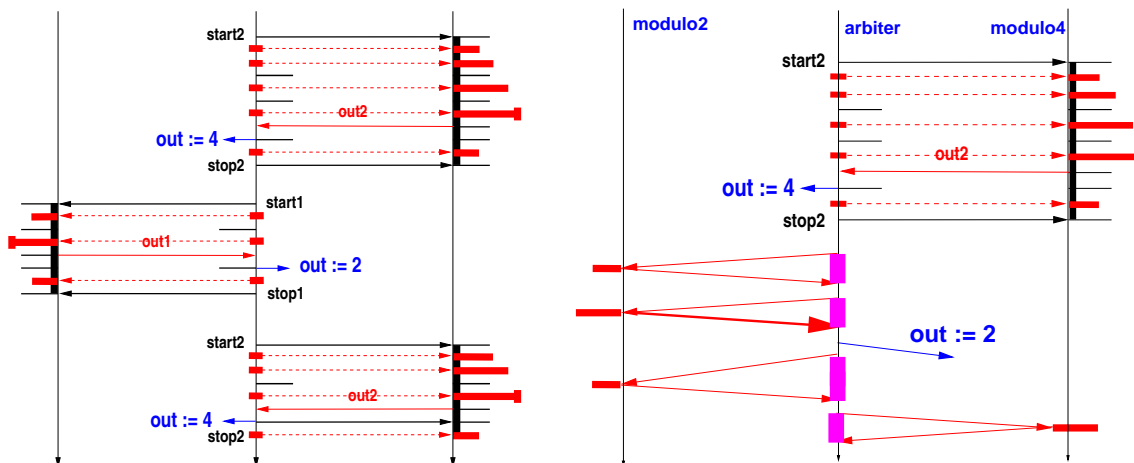 start2
out2
out := 4
stop2
start1
out1
out := 2
stop1
start2
out2
out := 4
stop2
modulo2 arbiter modulo4
start2
out2
out := 4
stop2
out := 2